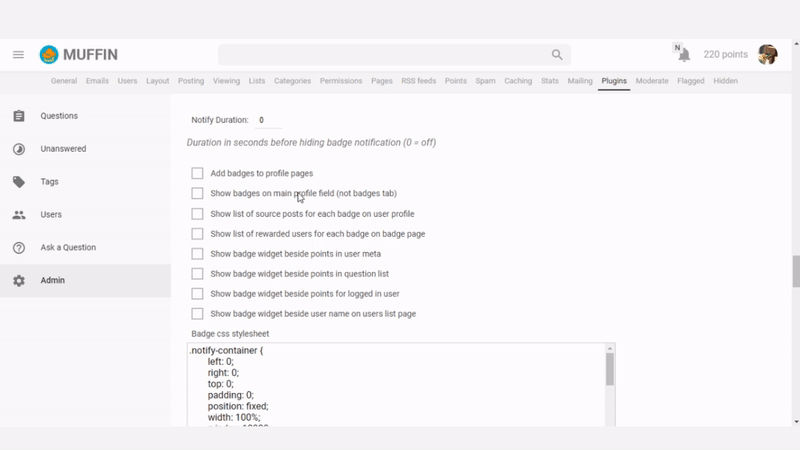 MUFFIN
N
220 points
General Emails Users Layout Posting Viewing Lists Categories Permissions Pages RSS feeds Points Spam Caching Stats Mailing Plugins Moderate Flagged Hidden
Questions
Unanswered
Tags
Users
Ask a Question
Admin
Notify Duration: 0
Duration in seconds before hiding badge notification (0 = off)
Add badges to profile pages
Show badges on main profile field (not badges tab)
Show list of source posts for each badge on user profile
Show list of rewarded users for each badge on badge page
Show badge widget beside points in user meta
Show badge widget beside points in question list
Show badge widget beside points for logged in user
Show badge widget beside user name on users list page
Badge css stylesheet
.notify-container {
left: 0;
right: 0;
top: 0;
padding: 0;
position: fixed;
width: 100%;